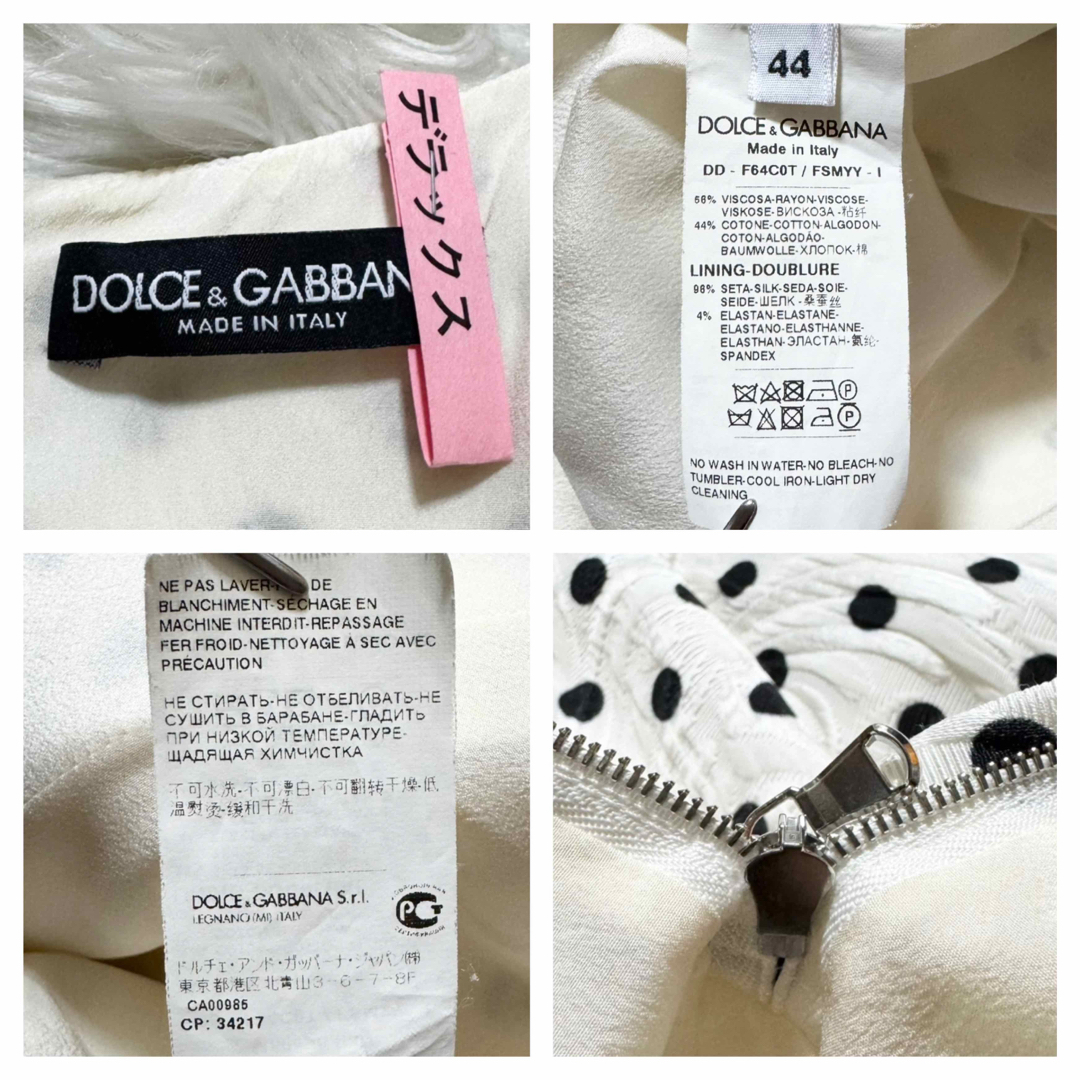 デラックス
DOLCE & GABBAN
MADE IN ITALY
44
DOLCE & GABBANA
Made in Italy
DD - F64C0T / FSMYY - I
VISCOSA-RAYON-VISCOSE-
VISKOSE-ВИСКОЗА-粘纤
44% COTONE-COTTON-ALGODON-
COTON-ALGODÃO-
BAUMWOLLE-ХЛОПОК-棉
LINING-DOUBLURE
SETA-SILK-SEDA-SOIE-
SEIDE-ШЕЛК-桑蚕丝
4% ELASTAN-ELASTANE-
ELASTANO-ELASTHANNE-
ELASTHAN-ЭЛАСТАН-氨纶-
SPANDEX
P
P
NO WASH IN WATER-NO BLEACH-NO
TUMBLER-COOL IRON-LIGHT DRY
CLEANING
NE PAS LAVER- DE
BLANCHIMENT-SÉCHAGE EN
MACHINE INTERDIT-REPASSAGE
FER FROID-NETTOYAGE À SEC AVEC
PRÉCAUTION
НЕ СТИРАТЬ-НЕ ОТБЕЛИВАТЬ-НЕ
СУШИТЬ В БАРАБАНЕ-ГЛАДИТЬ
ПРИ НИЗКОЙ ТЕМПЕРАТУРЕ-
ЩАДЯЩАЯ ХИМЧИСТКА
不可水洗-不可漂白-不可翻转干燥-低
温熨烫-缓和干洗
DOLCE & GABBANA S.r.l.
LEGNANO (MI) ITALY
ドルチェ・アンド・ガッバーナ・ジャパン㈱
東京都港区北青山3-6-7-8F
CA00985
CP: 34217